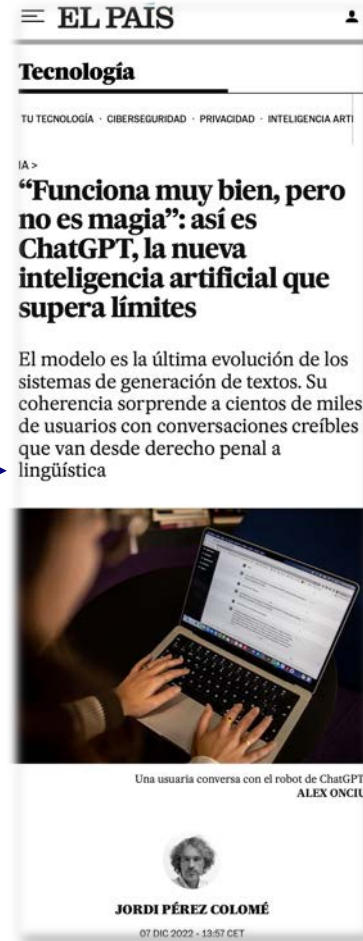 EL PAÍS
Tecnología
TU TECNOLOGÍA · CIBERSEGURIDAD · PRIVACIDAD · INTELIGENCIA ARTI
IA >
“Funciona muy bien, pero
no es magia”: así es
ChatGPT, la nueva
inteligencia artificial que
supera límites
El modelo es la última evolución de los
sistemas de generación de textos. Su
coherencia sorprende a cientos de miles
de usuarios con conversaciones creíbles
que van desde derecho penal a
lingüística
Una usuaria conversa con el robot de ChatGPT
ALEX ONCIU
JORDI PÉREZ COLOMÉ
07 DIC 2022 - 13:57 CET